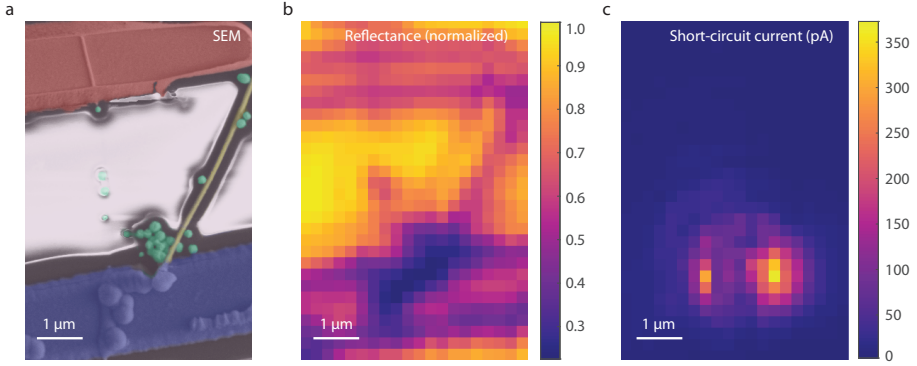 a
SEM
1 μm
b
Reflectance (normalized)
1 μm
1.0
0.9
0.8
0.7
0.6
0.5
0.4
0.3
c
Short-circuit current (pA)
1 μm
350
300
250
200
150
100
50
0